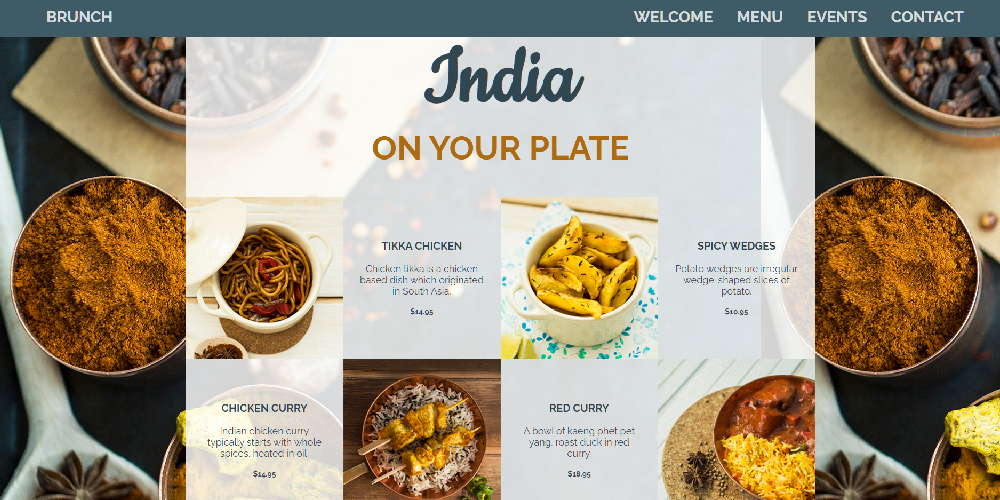 BRUNCH
WELCOME MENU EVENTS CONTACT
India
ON YOUR PLATE
TIKKA CHICKEN
Chicken tikka is a chicken
based dish which originated
in South Asia.
$14.95
SPICY WEDGES
Potato wedges are irregular
wedge-shaped slices of
potato.
$10.95
CHICKEN CURRY
Indian chicken curry
typically starts with whole
spices, heated in oil.
$14.95
RED CURRY
A bowl of kaeng phet pet
yang, roast duck in red
curry.
$18.95